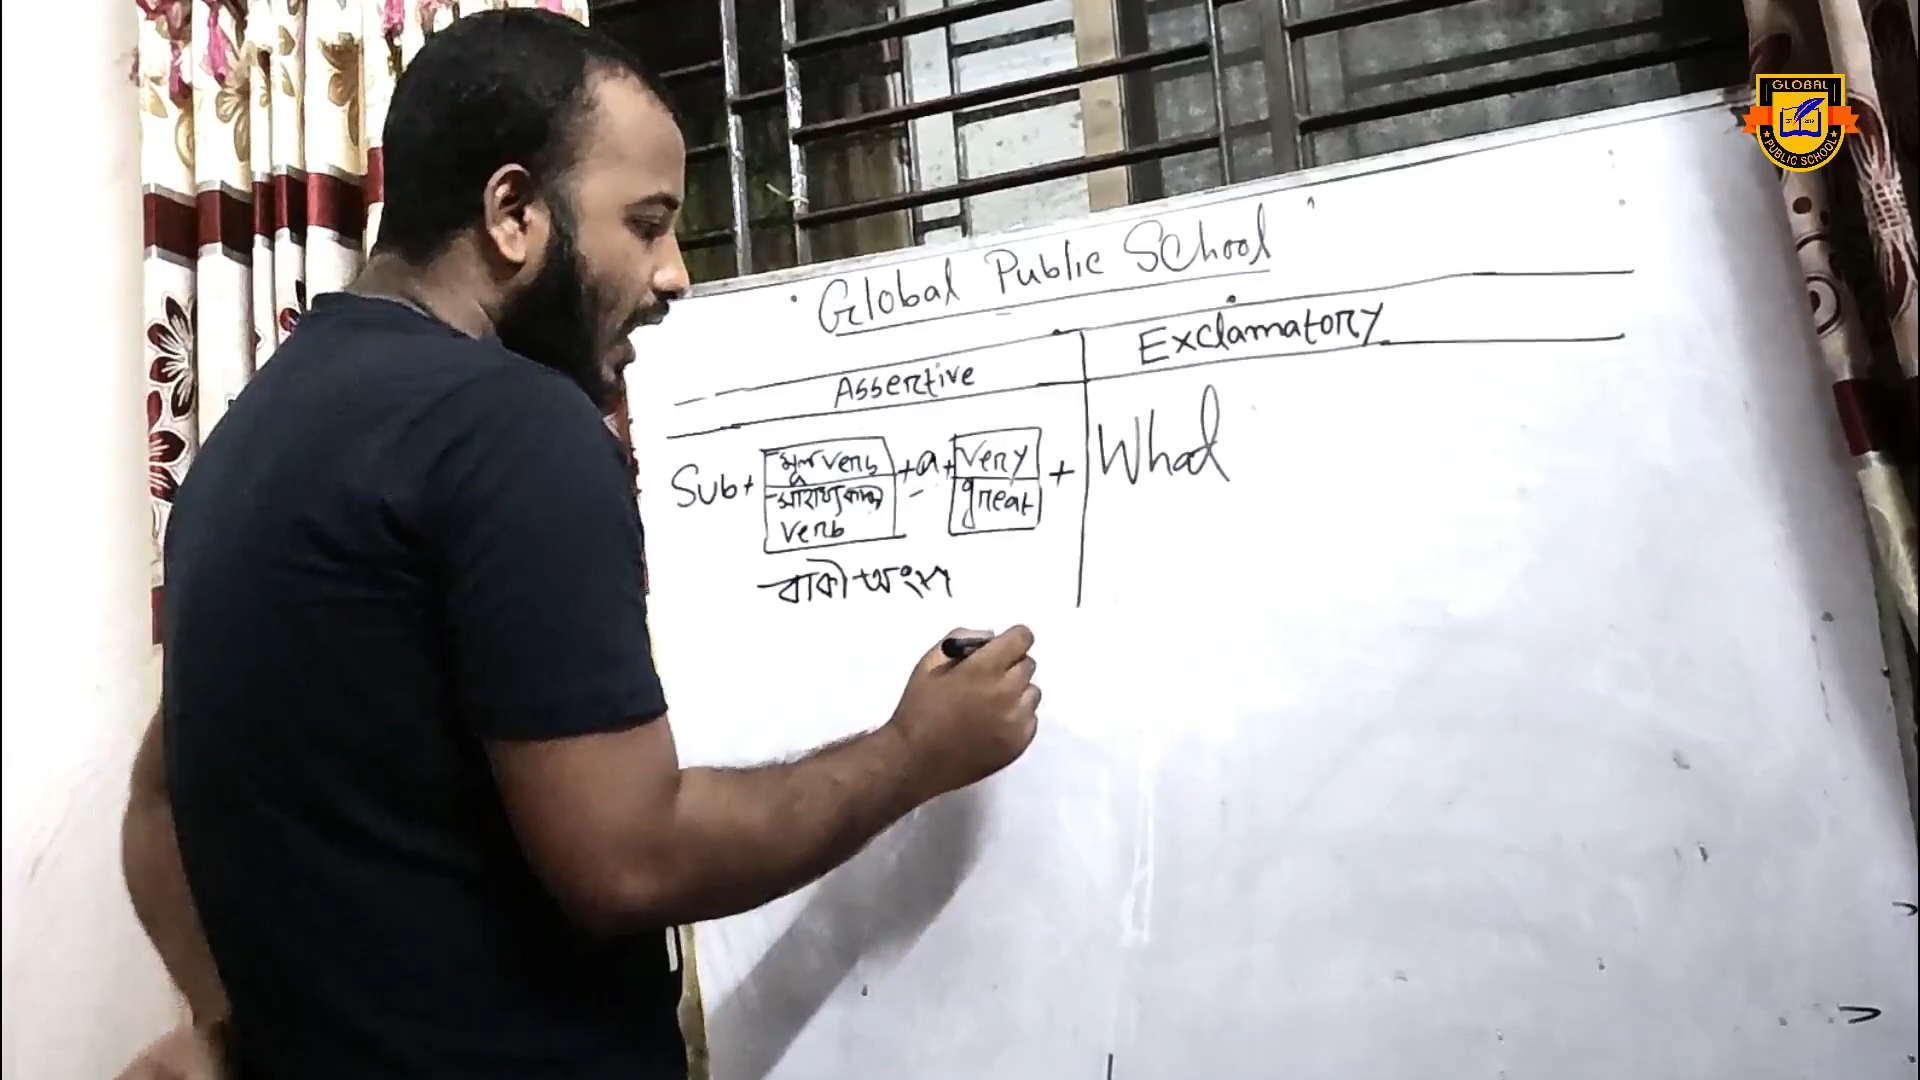 GLOBAL
PUBLIC SCHOOL
Global Public School
Assertive
Exclamatory
Sub + মূল verb + a + very +
সাহায্যকারী great
verb
বাকী অংশ
What